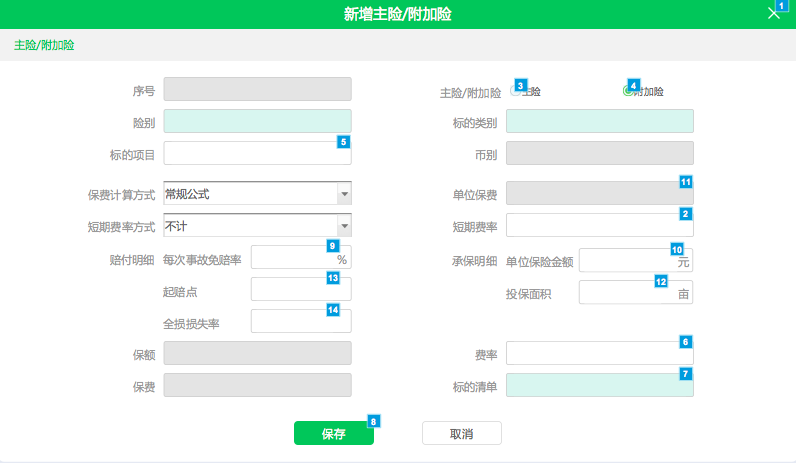 新增主险/附加险
1
主险/附加险
序号
主险/附加险
3
主险
4
附加险
险别
标的类别
标的项目
5
币别
保费计算方式
常规公式
单位保费
11
短期费率方式
不计
短期费率
2
赔付明细
每次事故免赔率
9
%
承保明细
单位保险金额
10
元
起赔点
13
投保面积
12
亩
全损损失率
14
保额
费率
6
保费
标的清单
7
保存
8
取消